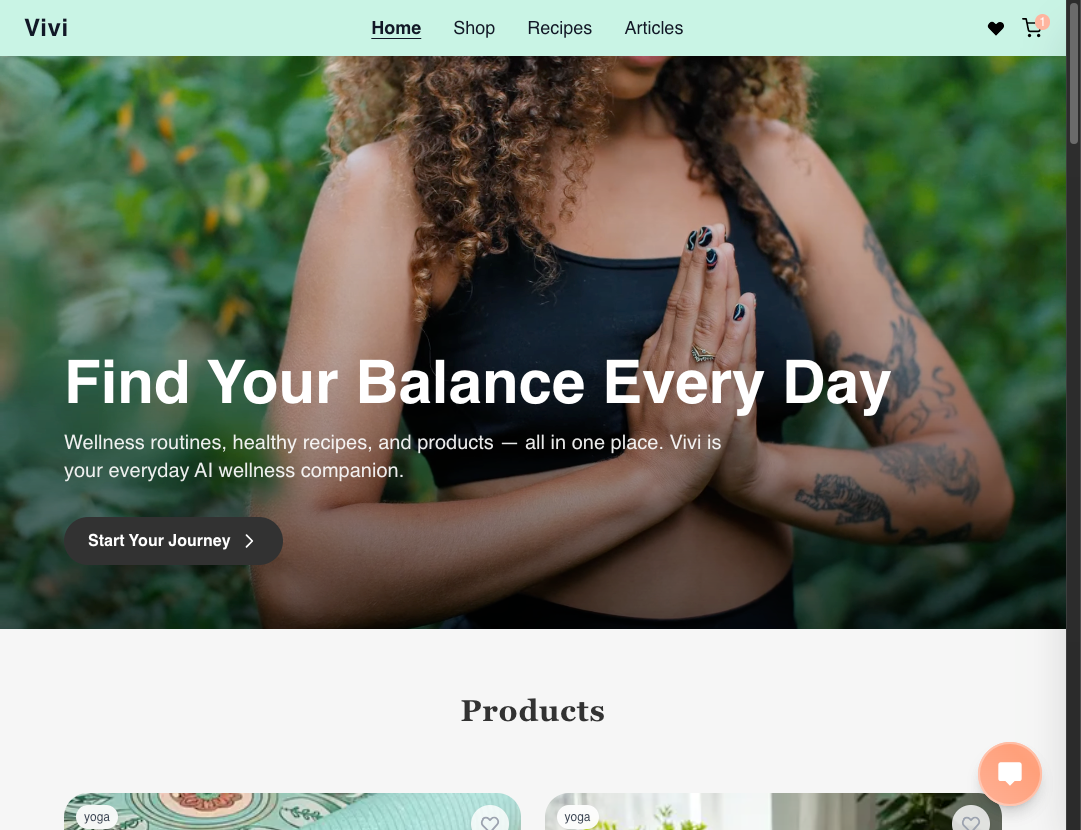 Vivi
Home
Shop
Recipes
Articles
1
Find Your Balance Every Day
Wellness routines, healthy recipes, and products — all in one place. Vivi is
your everyday AI wellness companion.
Start Your Journey
Products
yoga
yoga